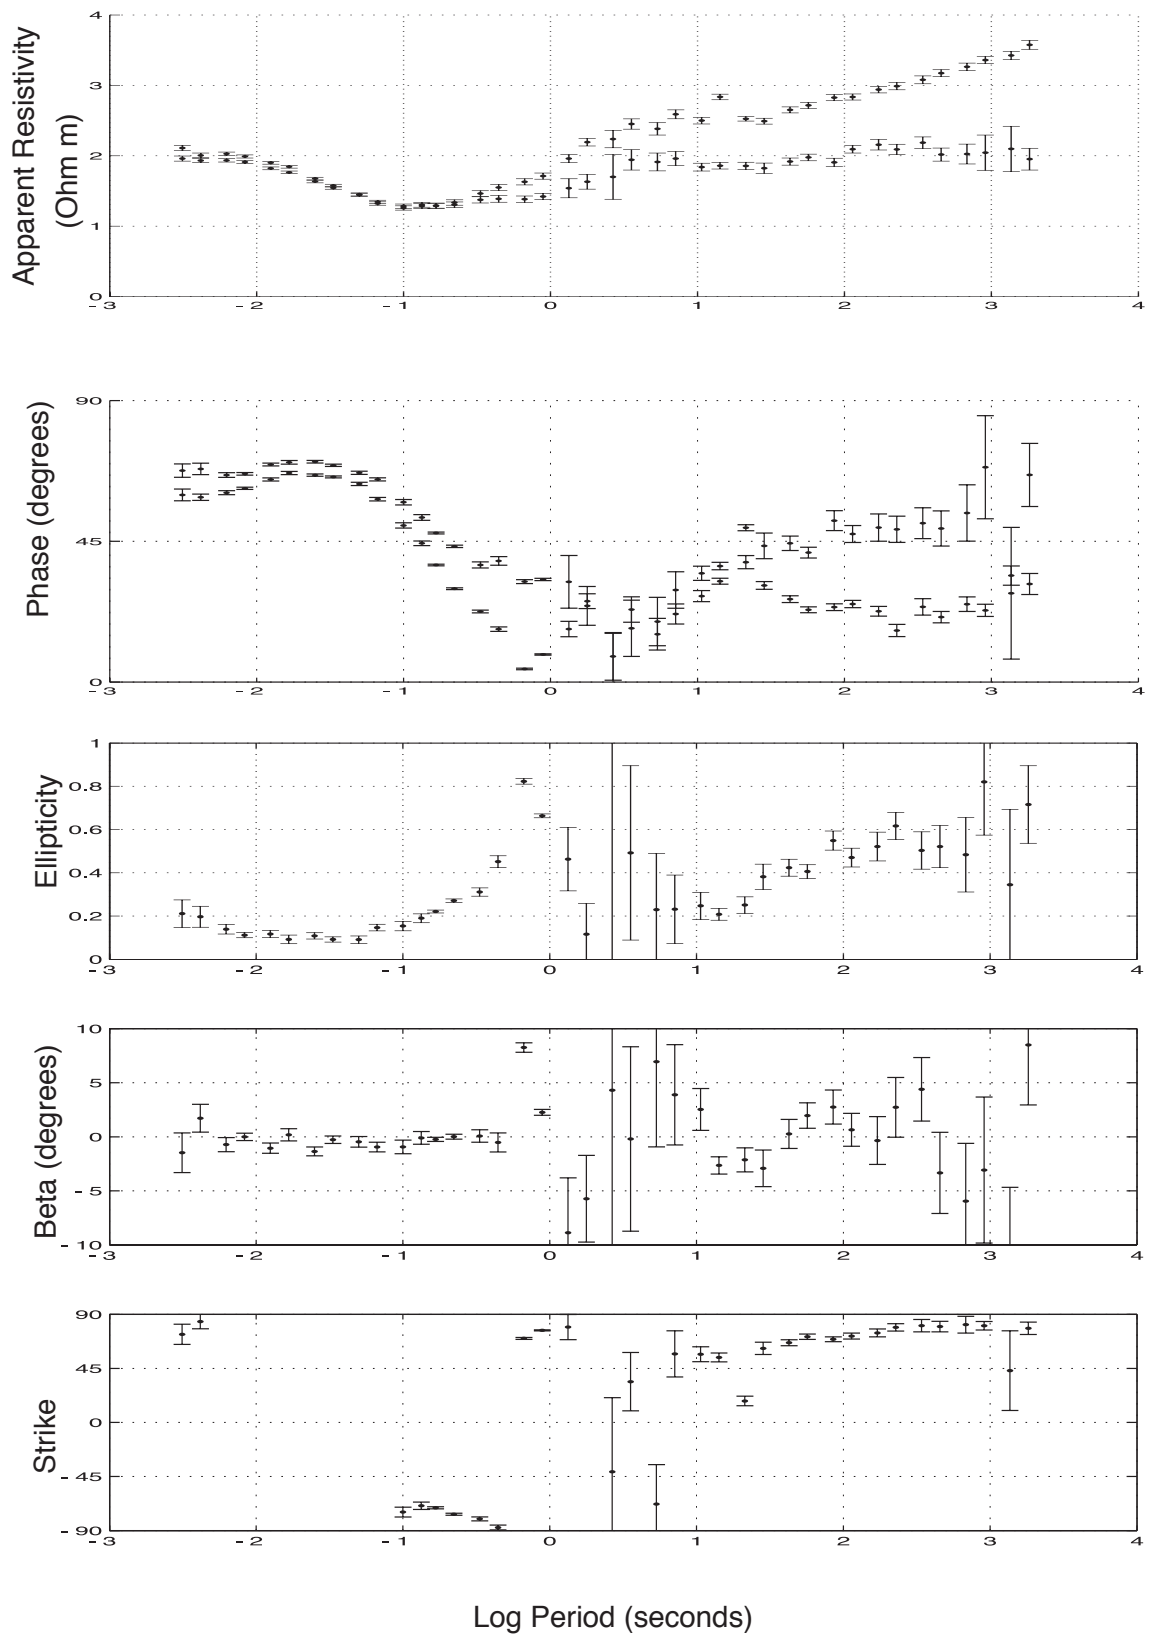 Apparent Resistivity
(Ohm m)
4
3
2
1
0
-3 -2 -1 0 1 2 3 4
Phase (degrees)
90
45
0
-3 -2 -1 0 1 2 3 4
Ellipticity
1
0.8
0.6
0.4
0.2
0
-3 -2 -1 0 1 2 3 4
Beta (degrees)
10
5
0
-5
-10
-3 -2 -1 0 1 2 3 4
Strike
90
45
0
-45
-90
-3 -2 -1 0 1 2 3 4
Log Period (seconds)